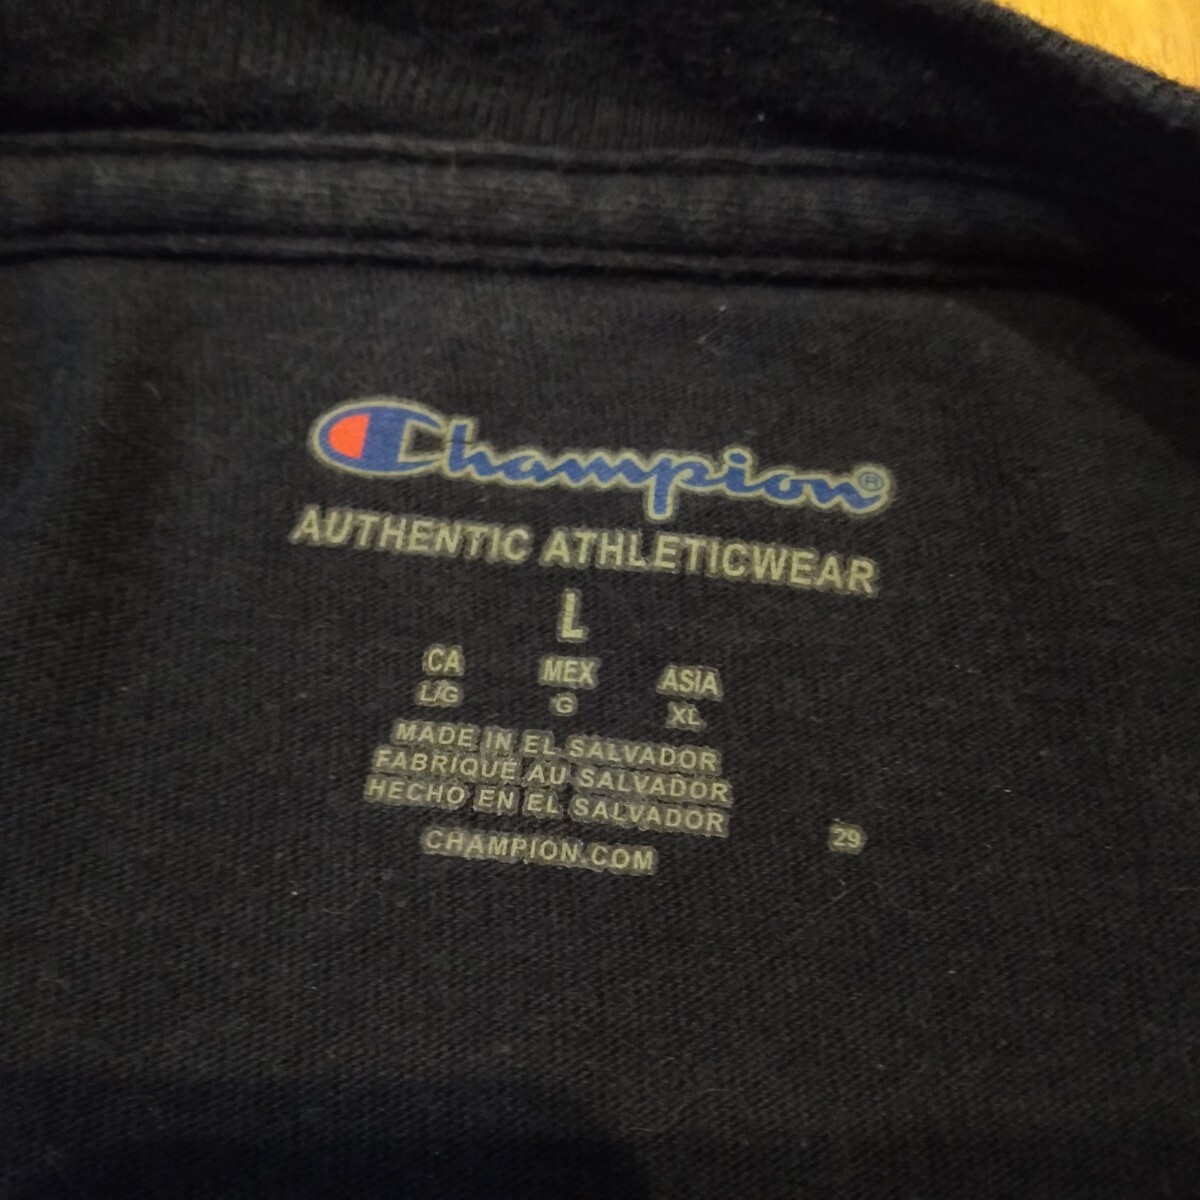 Champion®
AUTHENTIC ATHLETICWEAR
L
CA MEX ASIA
L/G G XL
MADE IN EL SALVADOR
FABRIQUÉ AU SALVADOR
HECHO EN EL SALVADOR
29
CHAMPION.COM